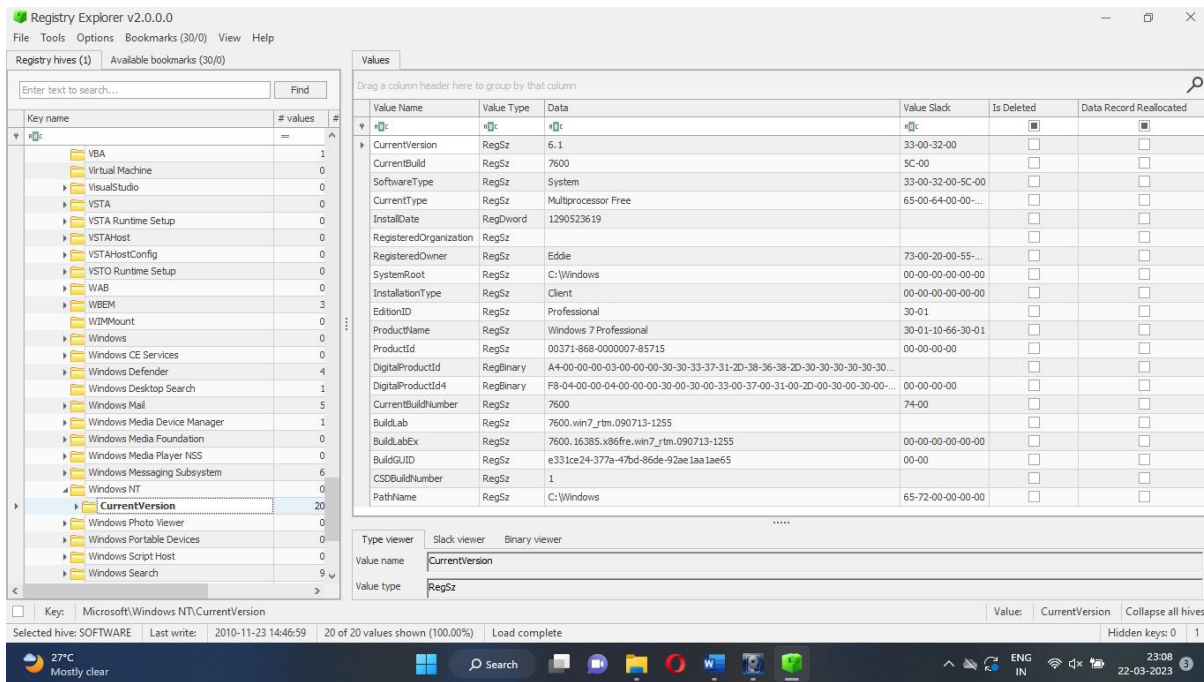 Registry Explorer v2.0.0.0
File Tools Options Bookmarks (30/0) View Help
Registry hives (1) Available bookmarks (30/0)
Enter text to search... Find
Key name # values #
=
VBA 1
Virtual Machine 0
VisualStudio 0
VSTA 0
VSTA Runtime Setup 0
VSTAHost 0
VSTAHostConfig 0
VSTO Runtime Setup 0
WAB 0
WBEM 3
WIMMount 0
Windows 0
Windows CE Services 0
Windows Defender 4
Windows Desktop Search 1
Windows Mail 5
Windows Media Device Manager 1
Windows Media Foundation 0
Windows Media Player NSS 0
Windows Messaging Subsystem 6
Windows NT 0
CurrentVersion 20
Windows Photo Viewer 0
Windows Portable Devices 0
Windows Script Host 0
Windows Search 9
Values
Drag a column header here to group by that column
Value Name Value Type Data Value Slack Is Deleted Data Record Reallocated
CurrentVersion RegSz 6.1 33-00-32-00
CurrentBuild RegSz 7600 5C-00
SoftwareType RegSz System 33-00-32-00-5C-00
CurrentType RegSz Multiprocessor Free 65-00-64-00-00-...
InstallDate RegDword 1290523619
RegisteredOrganization RegSz
RegisteredOwner RegSz Eddie 73-00-20-00-55-...
SystemRoot RegSz C:\Windows 00-00-00-00-00-00
InstallationType RegSz Client 00-00-00-00-00-00
EditionID RegSz Professional 30-01
ProductName RegSz Windows 7 Professional 30-01-10-66-30-01
ProductId RegSz 00371-868-0000007-85715 00-00-00-00
DigitalProductId RegBinary A4-00-00-00-03-00-00-00-30-30-33-37-31-2D-38-36-38-2D-30-30-30-30-30-30...
DigitalProductId4 RegBinary F8-04-00-00-04-00-00-00-30-00-30-00-33-00-37-00-31-00-2D-00-30-00-30-00-... 00-00-00-00
CurrentBuildNumber RegSz 7600 74-00
BuildLab RegSz 7600.win7_rtm.090713-1255
BuildLabEx RegSz 7600.16385.x86fre.win7_rtm.090713-1255 00-00-00-00-00-00
BuildGUID RegSz e331ce24-377a-47bd-86de-92ae1aa1ae65 00-00
CSDBuildNumber RegSz 1
PathName RegSz C:\Windows 65-72-00-00-00-00
Type viewer Slack viewer Binary viewer
Value name CurrentVersion
Value type RegSz
Key: Microsoft\Windows NT\CurrentVersion Value: CurrentVersion Collapse all hives
Selected hive: SOFTWARE Last write: 2010-11-23 14:46:59 20 of 20 values shown (100.00%) Load complete Hidden keys: 0 1
27°C
Mostly clear
Search
ENG
IN
23:08
22-03-2023
3